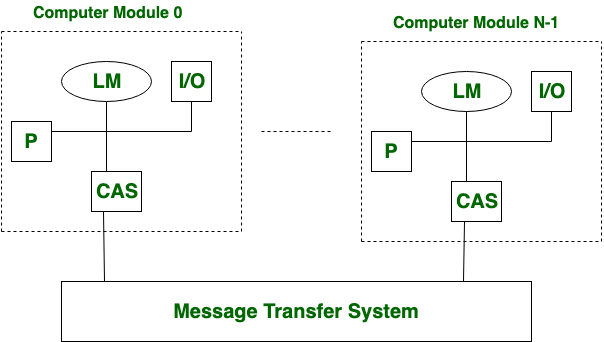 Computer Module 0
Computer Module N-1
LM
I/O
P
CAS
LM
I/O
P
CAS
Message Transfer System